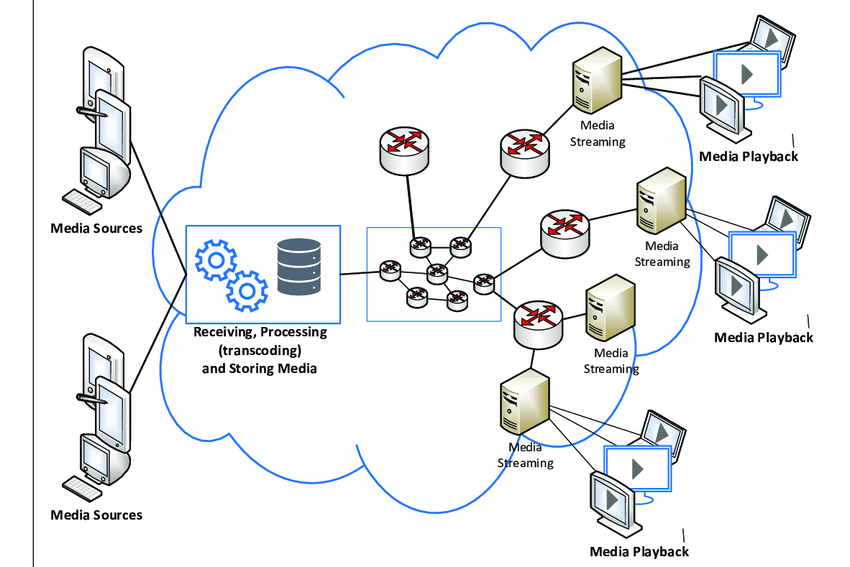 Media
Streaming
Media Playback
Media Sources
Media
Streaming
Receiving, Processing
(transcoding)
and Storing Media
Media Playback
Media
Streaming
Media
Streaming
Media Sources
Media Playback